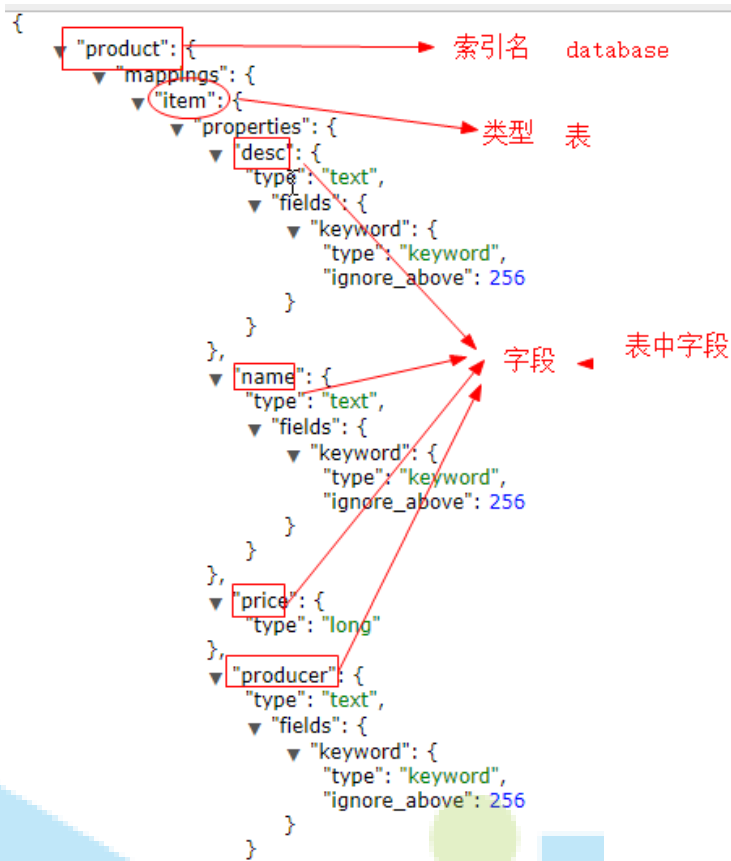 {
"product": { 索引名 database
"mappings": {
"item": { 类型 表
"properties": {
"desc": {
"type": "text",
"fields": {
"keyword": {
"type": "keyword",
"ignore_above": 256
}
}
},
字段 表中字段
"name": {
"type": "text",
"fields": {
"keyword": {
"type": "keyword",
"ignore_above": 256
}
}
},
"price": {
"type": "long"
},
"producer": {
"type": "text",
"fields": {
"keyword": {
"type": "keyword",
"ignore_above": 256
}
}